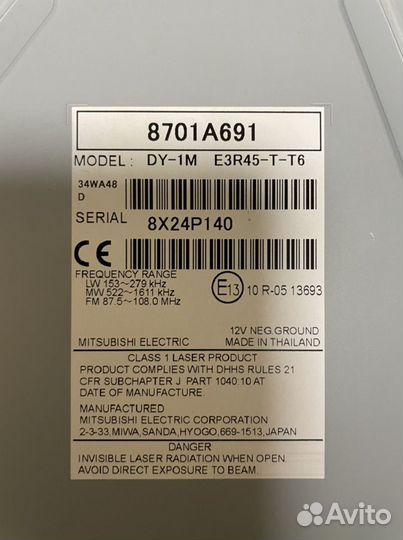 8701A691
MODEL: DY-1M E3R45-T-T6
34WA48
D
SERIAL 8X24P140
CE
FREQUENCY RANGE
LW 153~279 kHz
MW 522~1611 kHz
FM 87.5~108.0 MHz
E13 10 R-05 13693
12V NEG.GROUND
MITSUBISHI ELECTRIC MADE IN THAILAND
CLASS 1 LASER PRODUCT
PRODUCT COMPLIES WITH DHHS RULES 21
CFR SUBCHAPTER J PART 1040:10 AT
DATE OF MANUFACTURE.
MANUFACTURED
MITSUBISHI ELECTRIC CORPORATION
2-3-33,MIWA,SANDA,HYOGO,669-1513,JAPAN
DANGER
INVISIBLE LASER RADIATION WHEN OPEN.
AVOID DIRECT EXPOSURE TO BEAM.
Avito